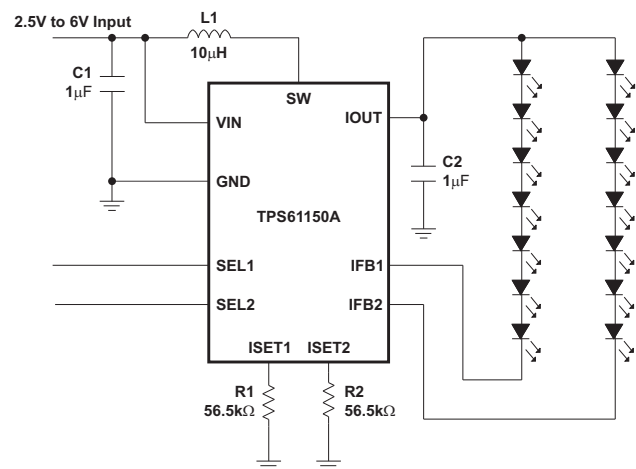 2.5V to 6V Input
L1
10μH
C1
1μF
SW
VIN
IOUT
C2
1μF
GND
TPS61150A
SEL1
IFB1
SEL2
IFB2
ISET1 ISET2
R1
56.5kΩ
R2
56.5kΩ